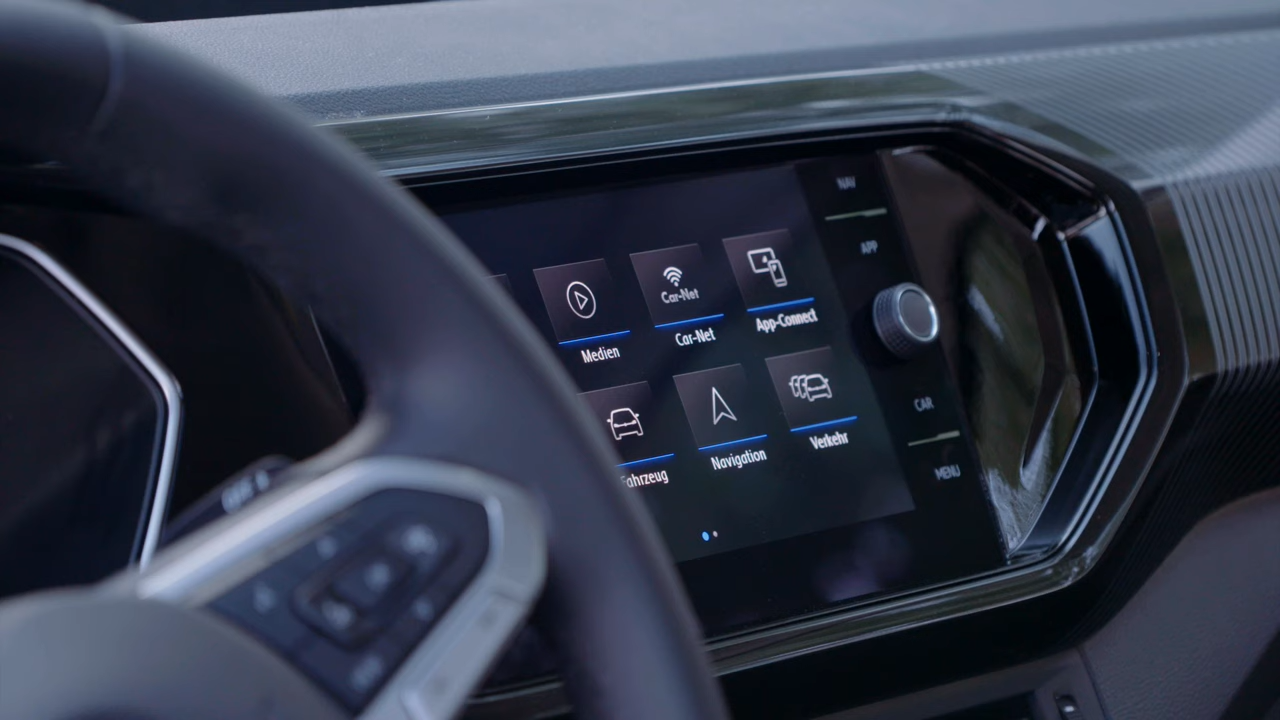 NAV
APP
Car-Net
Medien
Car-Net
App-Connect
Fahrzeug
Navigation
Verkehr
CAR
MENU